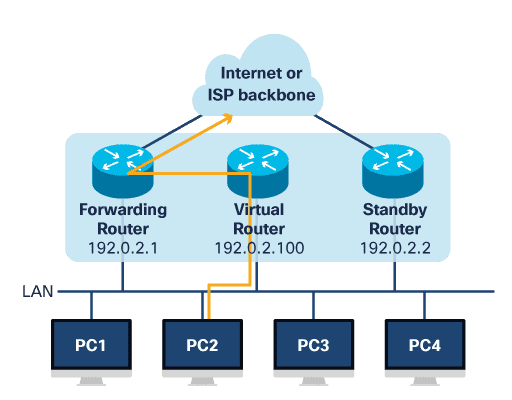 Internet or
ISP backbone
Forwarding
Router
192.0.2.1
Virtual
Router
192.0.2.100
Standby
Router
192.0.2.2
LAN
PC1
PC2
PC3
PC4